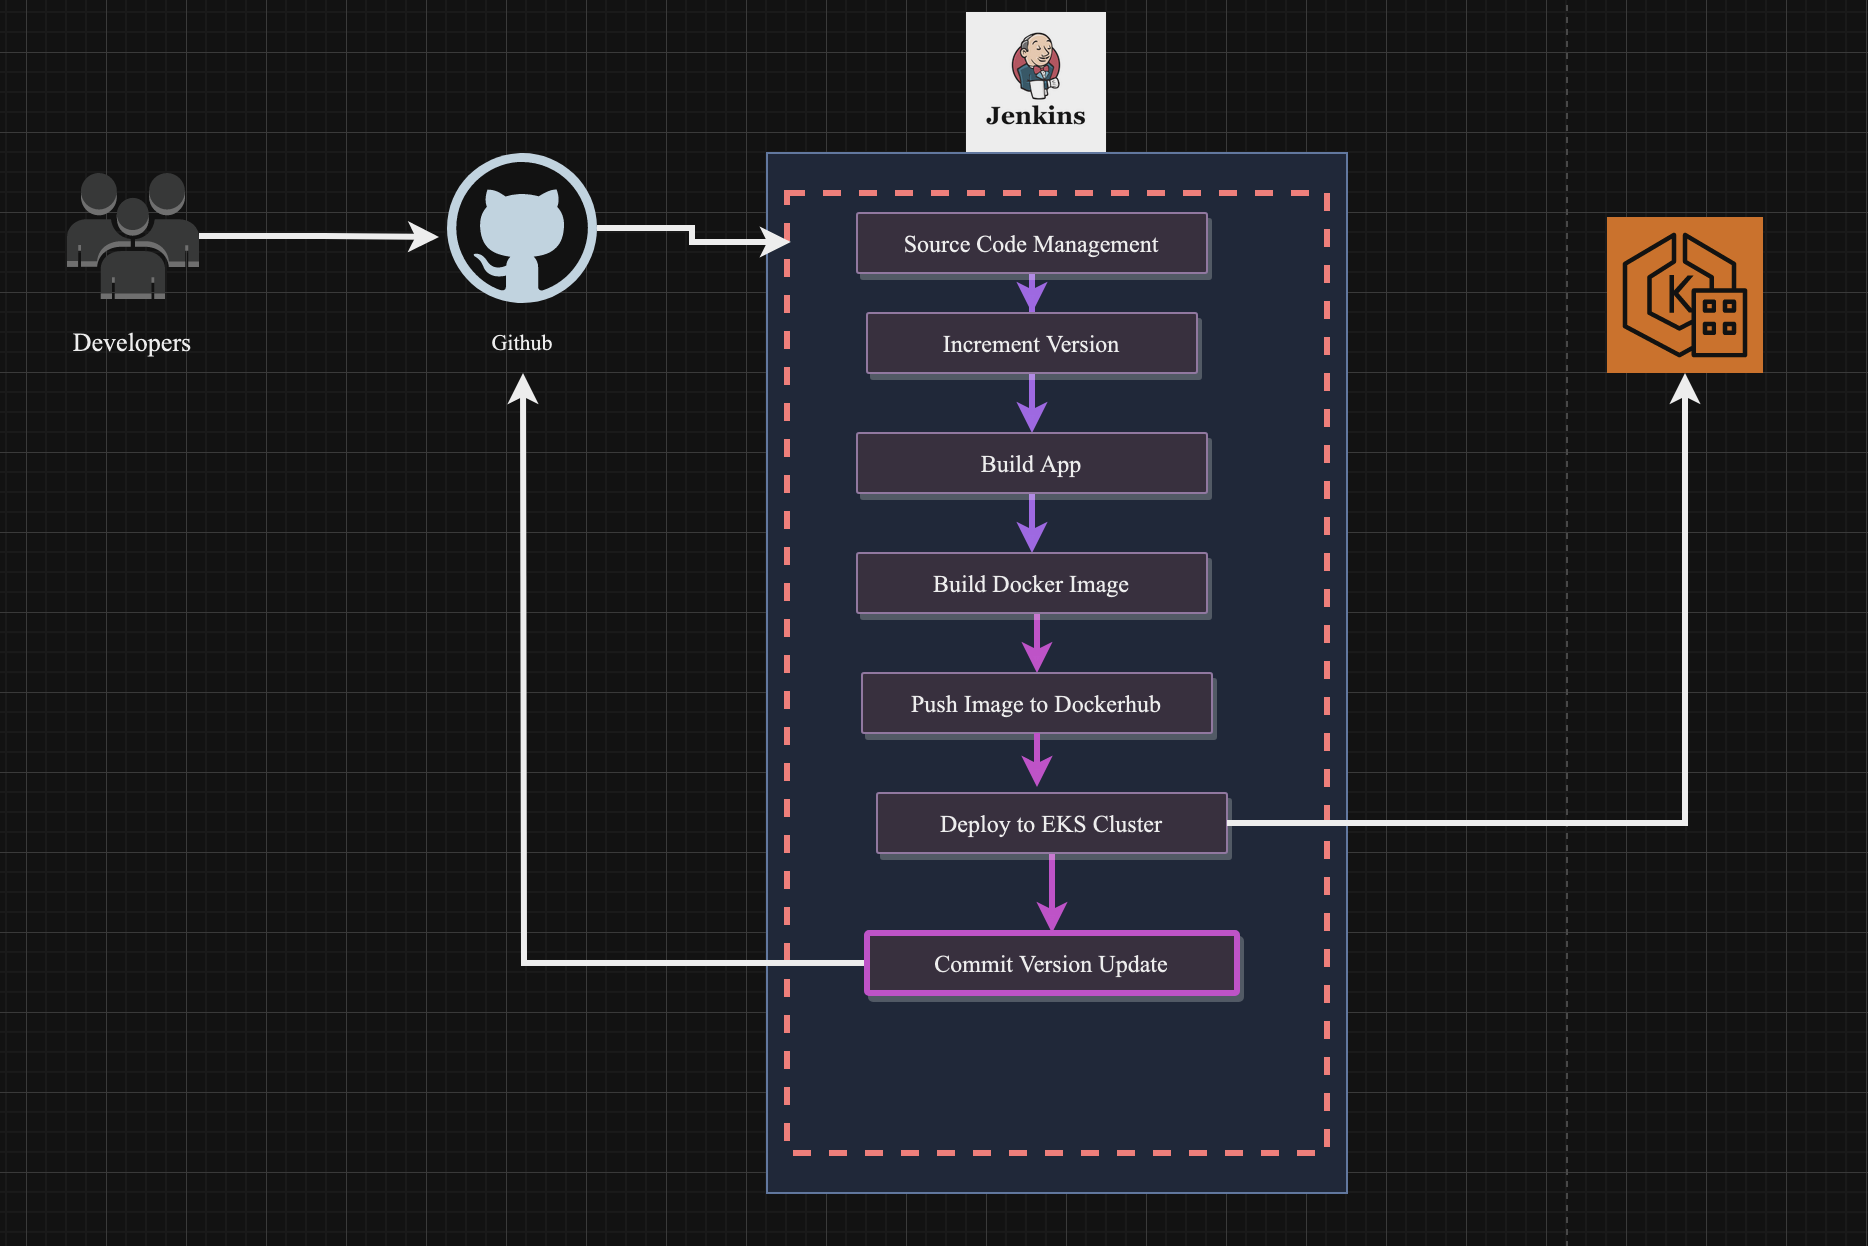 Jenkins
Developers
Github
Source Code Management
Increment Version
Build App
Build Docker Image
Push Image to Dockerhub
Deploy to EKS Cluster
Commit Version Update
K